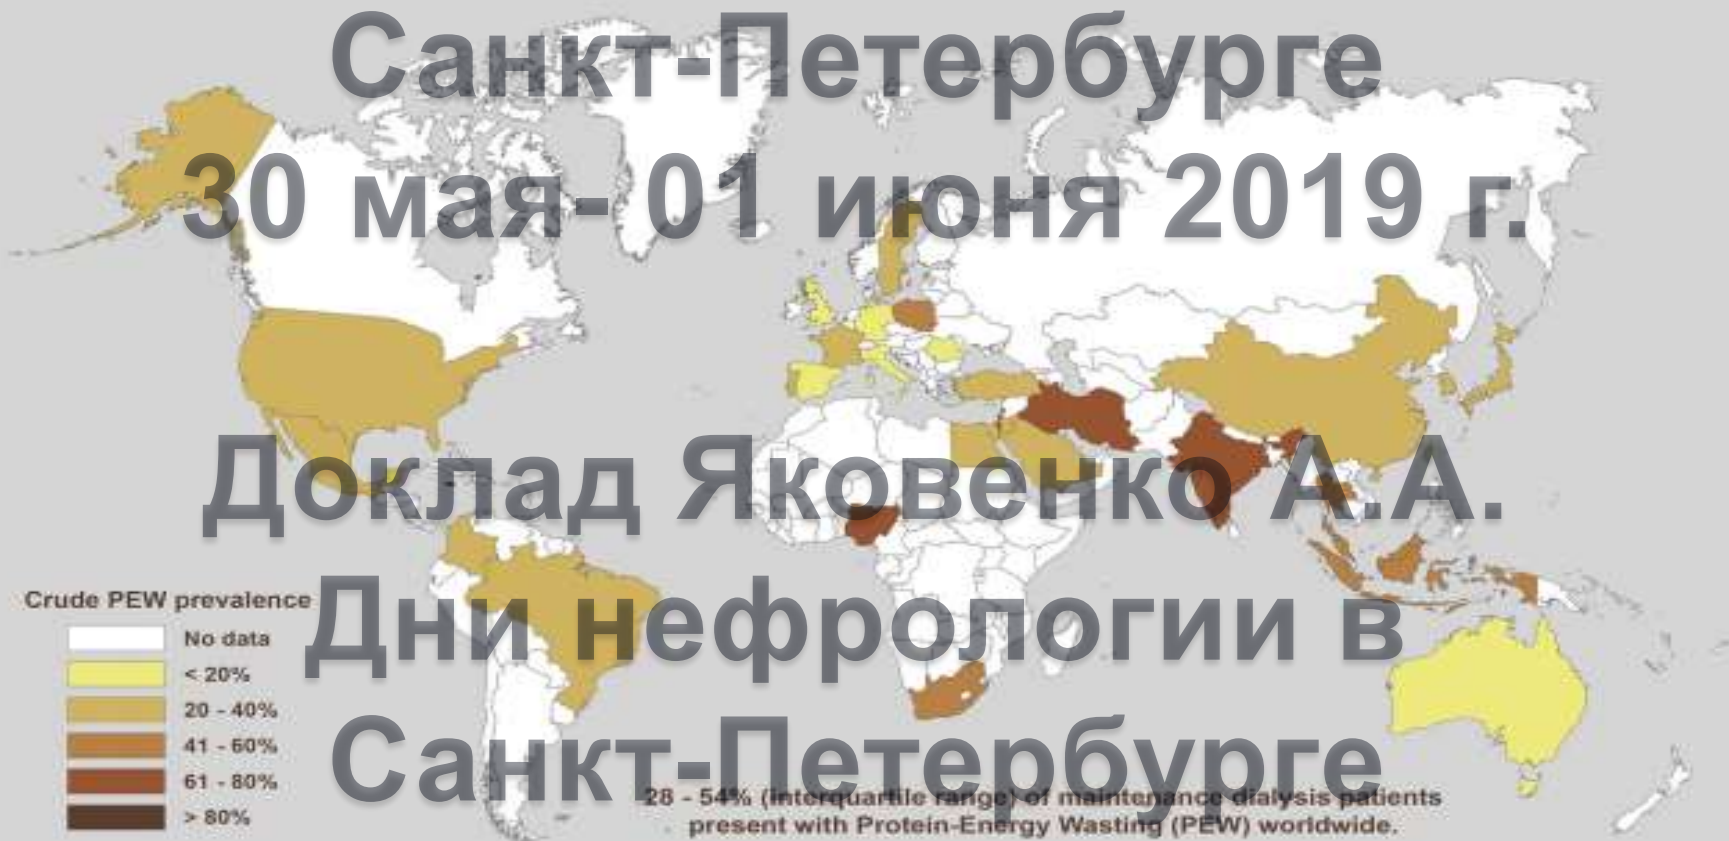 Санкт-Петербурге
30 мая- 01 июня 2019 г.
Доклад Яковенко А.А.
Дни нефрологии в
Санкт-Петербурге
Crude PEW prevalence
No data
< 20%
20 - 40%
41 - 60%
61 - 80%
> 80%
28 - 54% (interquartile range) of maintenance dialysis patients
present with Protein-Energy Wasting (PEW) worldwide.